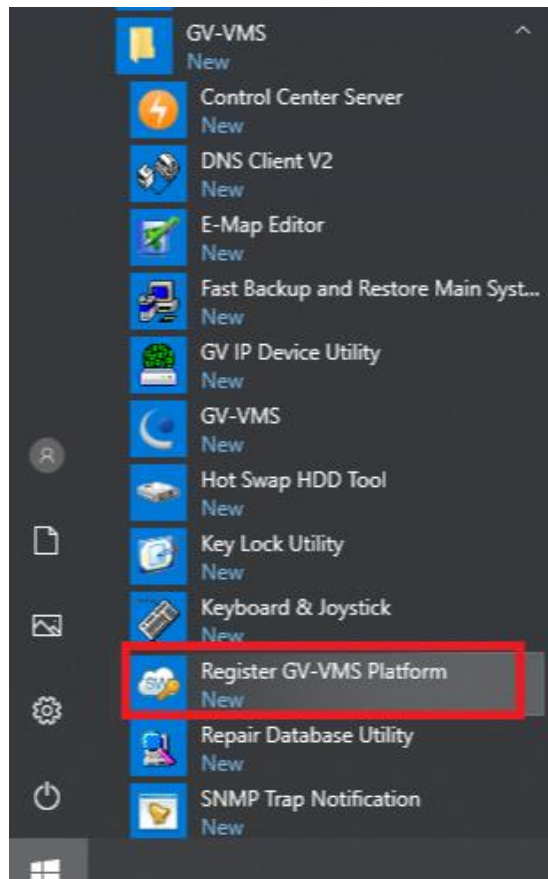 GV-VMS
New
Control Center Server
New
DNS Client V2
New
E-Map Editor
New
Fast Backup and Restore Main Syst...
New
GV IP Device Utility
New
GV-VMS
New
Hot Swap HDD Tool
New
Key Lock Utility
New
Keyboard & Joystick
New
Register GV-VMS Platform
New
Repair Database Utility
New
SNMP Trap Notification
New